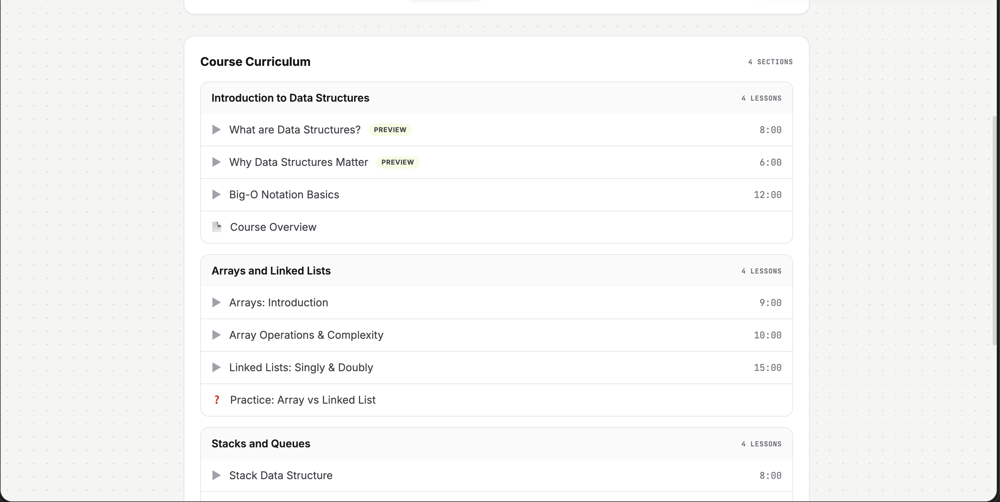 Course Curriculum 4 SECTIONS
Introduction to Data Structures 4 LESSONS
What are Data Structures? PREVIEW 8:00
Why Data Structures Matter PREVIEW 6:00
Big-O Notation Basics 12:00
Course Overview
Arrays and Linked Lists 4 LESSONS
Arrays: Introduction 9:00
Array Operations & Complexity 10:00
Linked Lists: Singly & Doubly 15:00
❓ Practice: Array vs Linked List
Stacks and Queues 4 LESSONS
Stack Data Structure 8:00